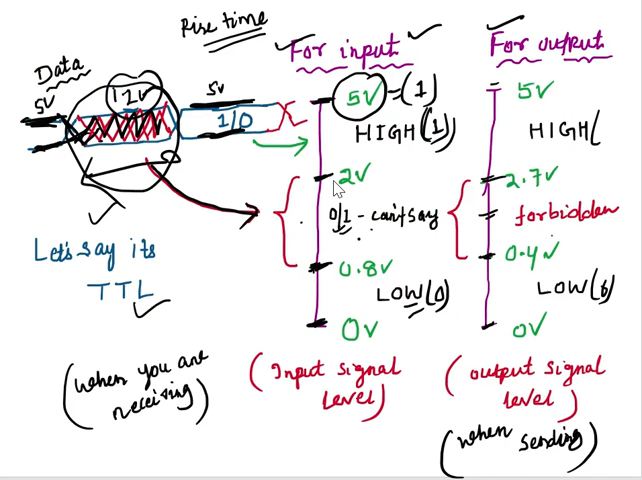 Rise time
For input
For output
Data
5V
1.2V
5V
1/0
5V = (1)
HIGH (1)
2V
0/1 - can't say
0.8V
LOW (0)
0V
5V
HIGH (
2.7V
forbidden
0.4V
LOW (0)
0V
Let's say its
TTL
(when you are
receiving)
(Input signal
level)
(output signal
level)
(when sending)